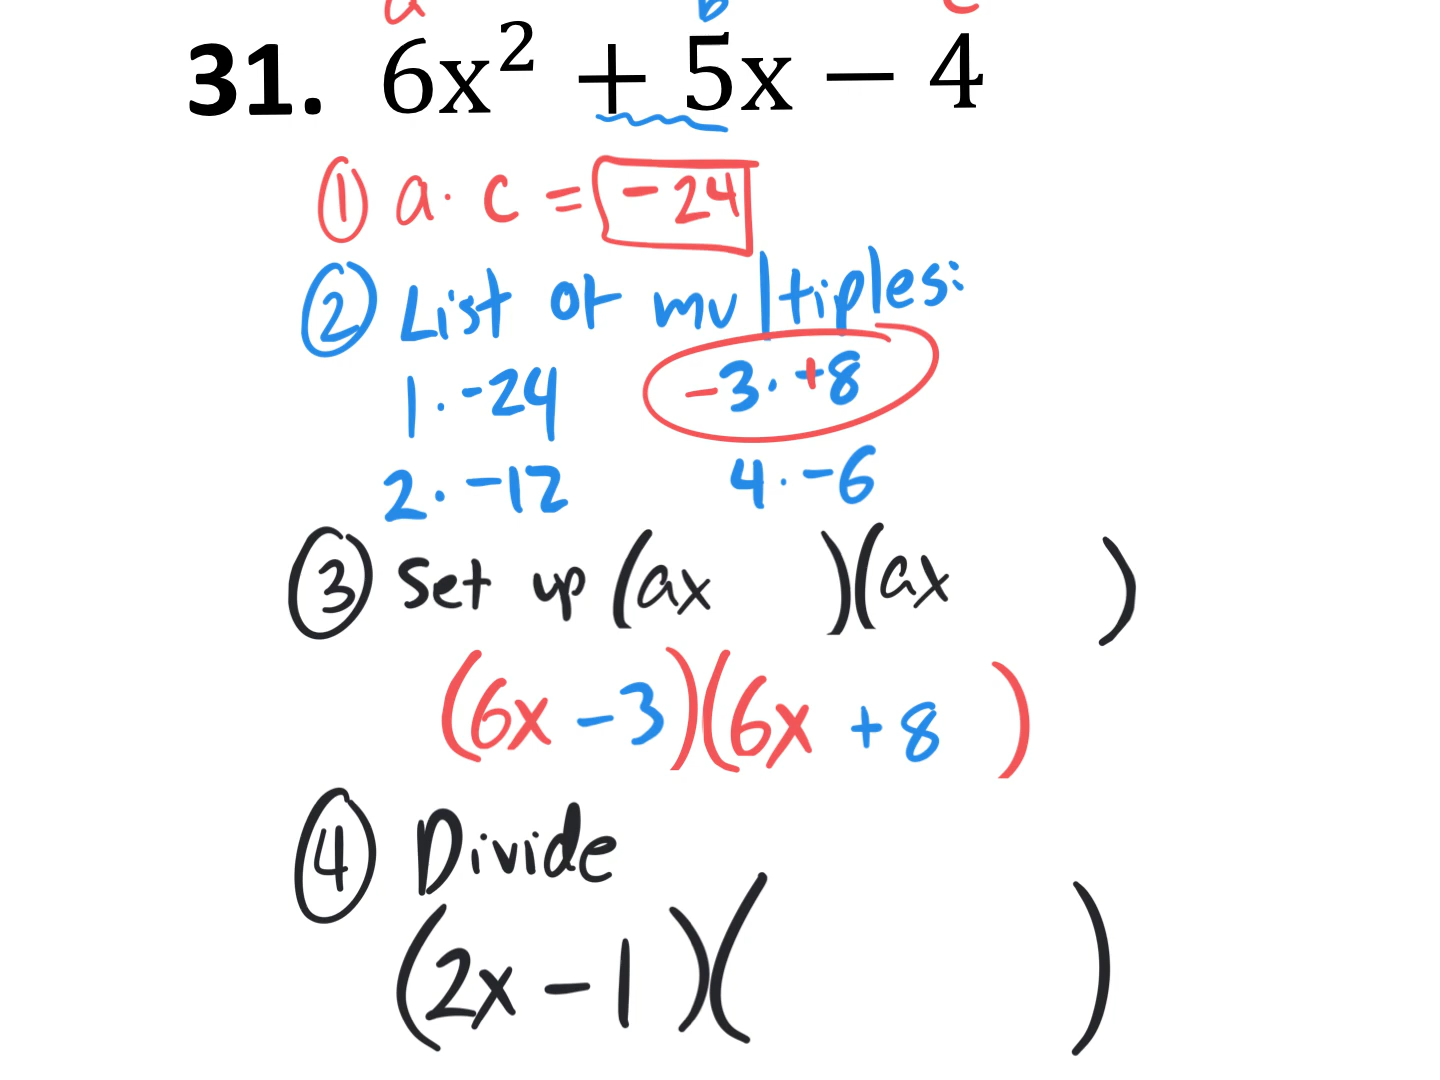 a b c
31. 6x² + 5x − 4
① a · c = -24
② List of multiples:
1 · -24 -3 · +8
2 · -12 4 · -6
③ Set up (ax )(ax )
(6x - 3)(6x + 8 )
④ Divide
(2x - 1)( )